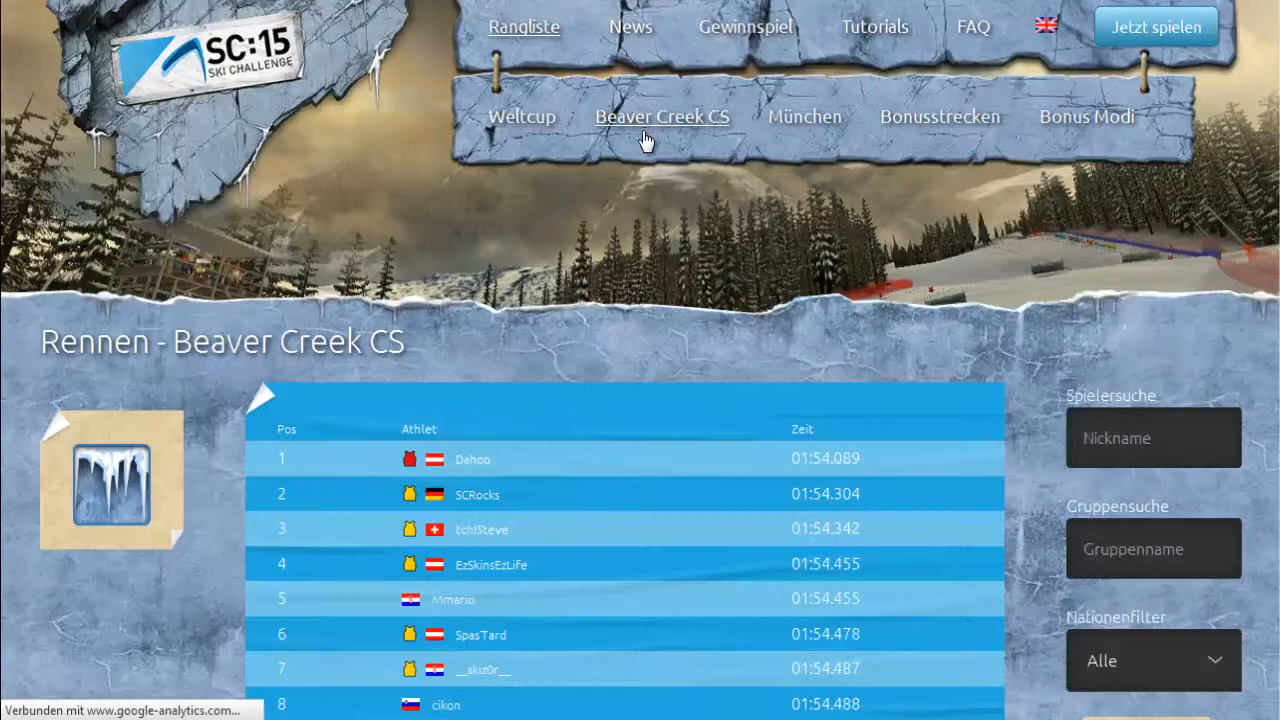 SC:15
SKI CHALLENGE
Rangliste News Gewinnspiel Tutorials FAQ Jetzt spielen
Weltcup Beaver Creek CS München Bonusstrecken Bonus Modi
Rennen - Beaver Creek CS
Pos Athlet Zeit
1 Dahoo 01:54.089
2 SCRocks 01:54.304
3 tchiSteve 01:54.342
4 EzSkinsEzLife 01:54.455
5 Mmario 01:54.455
6 SpasTard 01:54.478
7 __skiz0r__ 01:54.487
8 cikon 01:54.488
Spielersuche
Nickname
Gruppensuche
Gruppenname
Nationenfilter
Alle
Verbunden mit www.google-analytics.com...